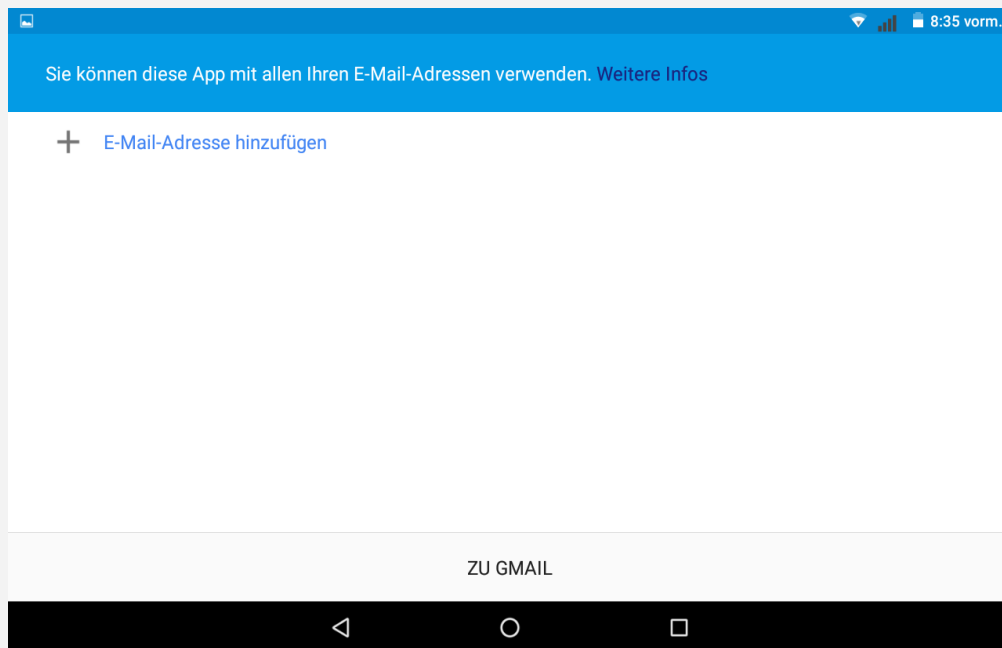 8:35 vorm.
Sie können diese App mit allen Ihren E-Mail-Adressen verwenden. Weitere Infos
E-Mail-Adresse hinzufügen
ZU GMAIL